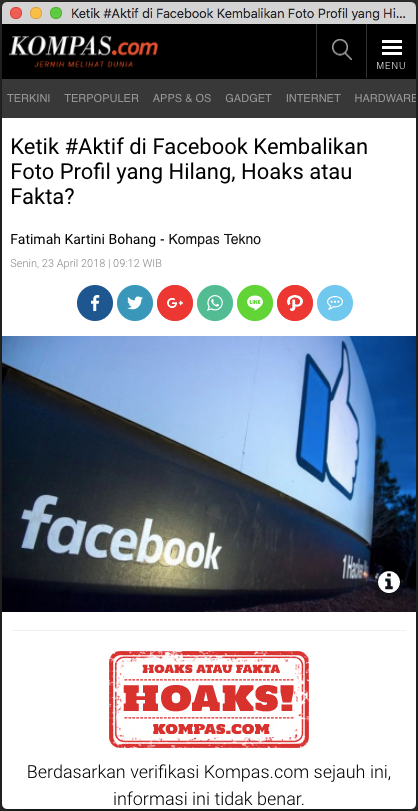 Ketik #Aktif di Facebook Kembalikan Foto Profil yang Hi...
KOMPAS.com
JERNIH MELIHAT DUNIA
MENU
TERKINI TERPOPULER APPS & OS GADGET INTERNET HARDWARE
Ketik #Aktif di Facebook Kembalikan
Foto Profil yang Hilang, Hoaks atau
Fakta?
Fatimah Kartini Bohang - Kompas Tekno
Senin, 23 April 2018 | 09:12 WIB
f G+ LINE
facebook
1 Hacker
i
HOAKS ATAU FAKTA
HOAKS!
KOMPAS.COM
Berdasarkan verifikasi Kompas.com sejauh ini,
informasi ini tidak benar.